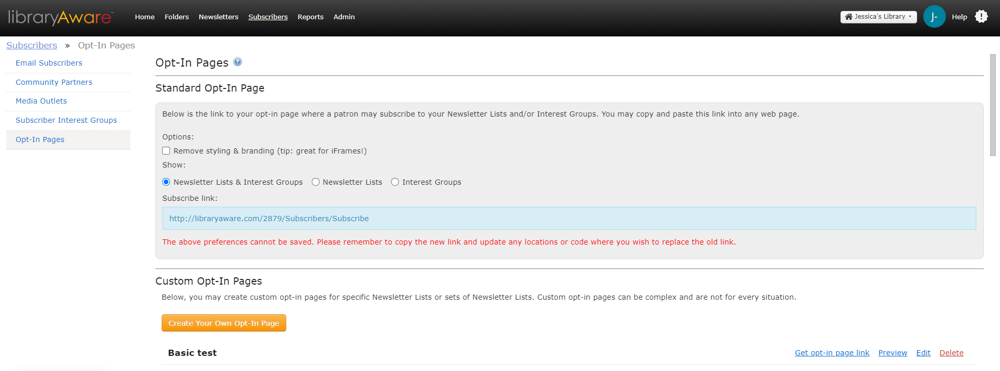 libraryAware™ Home Folders Newsletters Subscribers Reports Admin Jessica's Library J- Help
Subscribers » Opt-In Pages
Email Subscribers
Community Partners
Media Outlets
Subscriber Interest Groups
Opt-In Pages
Opt-In Pages
Standard Opt-In Page
Below is the link to your opt-in page where a patron may subscribe to your Newsletter Lists and/or Interest Groups. You may copy and paste this link into any web page.
Options:
Remove styling & branding (tip: great for iFrames!)
Show:
Newsletter Lists & Interest Groups Newsletter Lists Interest Groups
Subscribe link:
http://libraryaware.com/2879/Subscribers/Subscribe
The above preferences cannot be saved. Please remember to copy the new link and update any locations or code where you wish to replace the old link.
Custom Opt-In Pages
Below, you may create custom opt-in pages for specific Newsletter Lists or sets of Newsletter Lists. Custom opt-in pages can be complex and are not for every situation.
Create Your Own Opt-In Page
Basic test Get opt-in page link Preview Edit Delete